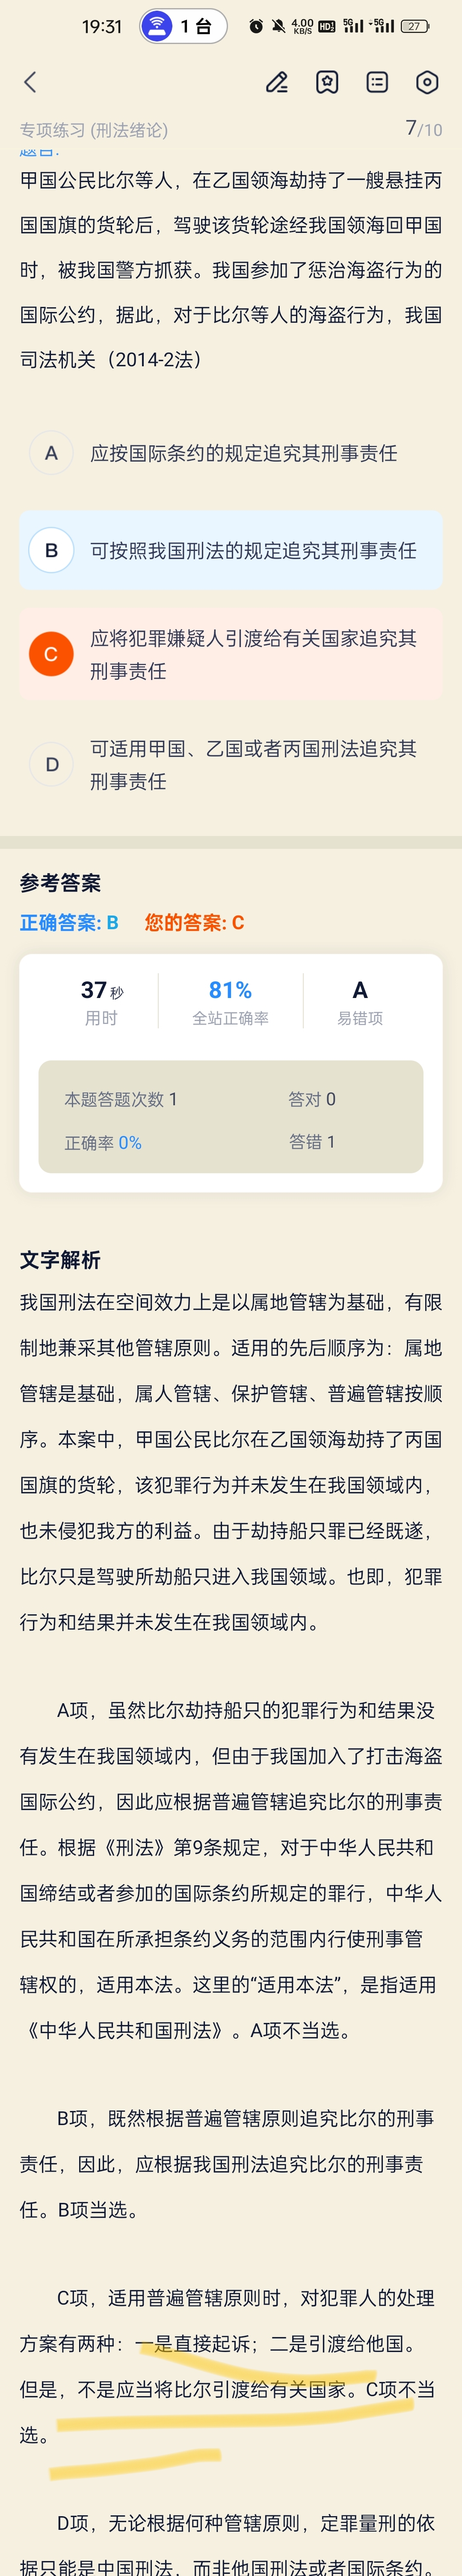 19:31
1 台
4.00 KB/S
HD
5G
5G
27
专项练习 (刑法绪论)
7/10
题目:
甲国公民比尔等人，在乙国领海劫持了一艘悬挂丙
国国旗的货轮后，驾驶该货轮途经我国领海回甲国
时，被我国警方抓获。我国参加了惩治海盗行为的
国际公约，据此，对于比尔等人的海盗行为，我国
司法机关（2014-2法）
A
应按国际条约的规定追究其刑事责任
B
可按照我国刑法的规定追究其刑事责任
C
应将犯罪嫌疑人引渡给有关国家追究其
刑事责任
D
可适用甲国、乙国或者丙国刑法追究其
刑事责任
参考答案
正确答案: B 您的答案: C
37秒 81% A
用时 全站正确率 易错项
本题答题次数 1 答对 0
正确率 0% 答错 1
文字解析
我国刑法在空间效力上是以属地管辖为基础，有限
制地兼采其他管辖原则。适用的先后顺序为：属地
管辖是基础，属人管辖、保护管辖、普遍管辖按顺
序。本案中，甲国公民比尔在乙国领海劫持了丙国
国旗的货轮，该犯罪行为并未发生在我国领域内，
也未侵犯我方的利益。由于劫持船只罪已经既遂，
比尔只是驾驶所劫船只进入我国领域。也即，犯罪
行为和结果并未发生在我国领域内。
A项，虽然比尔劫持船只的犯罪行为和结果没
有发生在我国领域内，但由于我国加入了打击海盗
国际公约，因此应根据普遍管辖追究比尔的刑事责
任。根据《刑法》第9条规定，对于中华人民共和
国缔结或者参加的国际条约所规定的罪行，中华人
民共和国在所承担条约义务的范围内行使刑事管
辖权的，适用本法。这里的“适用本法”，是指适用
《中华人民共和国刑法》。A项不当选。
B项，既然根据普遍管辖原则追究比尔的刑事
责任，因此，应根据我国刑法追究比尔的刑事责
任。B项当选。
C项，适用普遍管辖原则时，对犯罪人的处理
方案有两种：一是直接起诉；二是引渡给他国。
但是，不是应当将比尔引渡给有关国家。C项不当
选。
D项，无论根据何种管辖原则，定罪量刑的依
据只能是中国刑法，而非他国刑法或者国际条约。